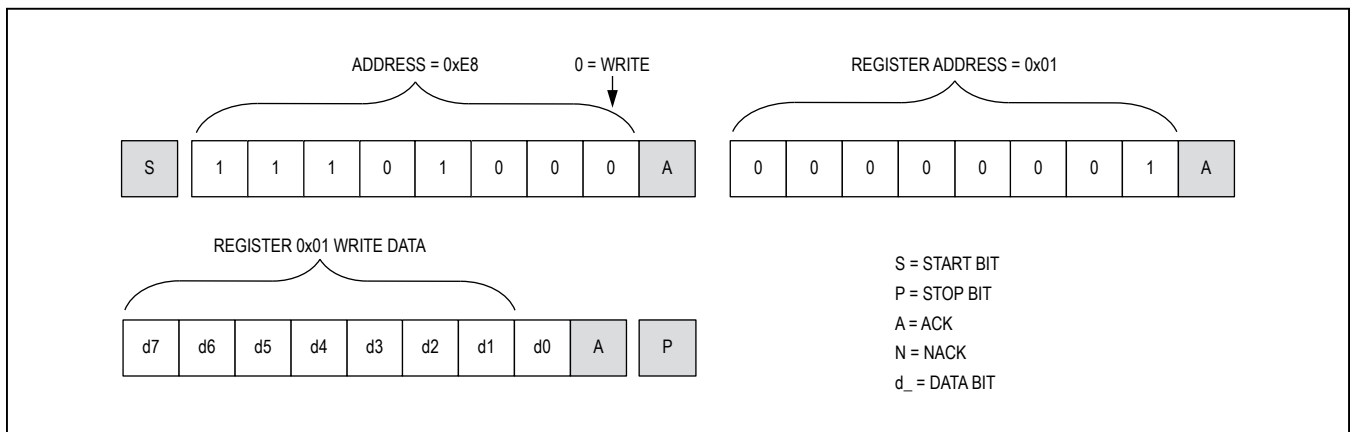 ADDRESS = 0xE8 0 = WRITE REGISTER ADDRESS = 0x01
S 1 1 1 0 1 0 0 0 A 0 0 0 0 0 0 0 1 A
REGISTER 0x01 WRITE DATA
d7 d6 d5 d4 d3 d2 d1 d0 A P
S = START BIT
P = STOP BIT
A = ACK
N = NACK
d_ = DATA BIT